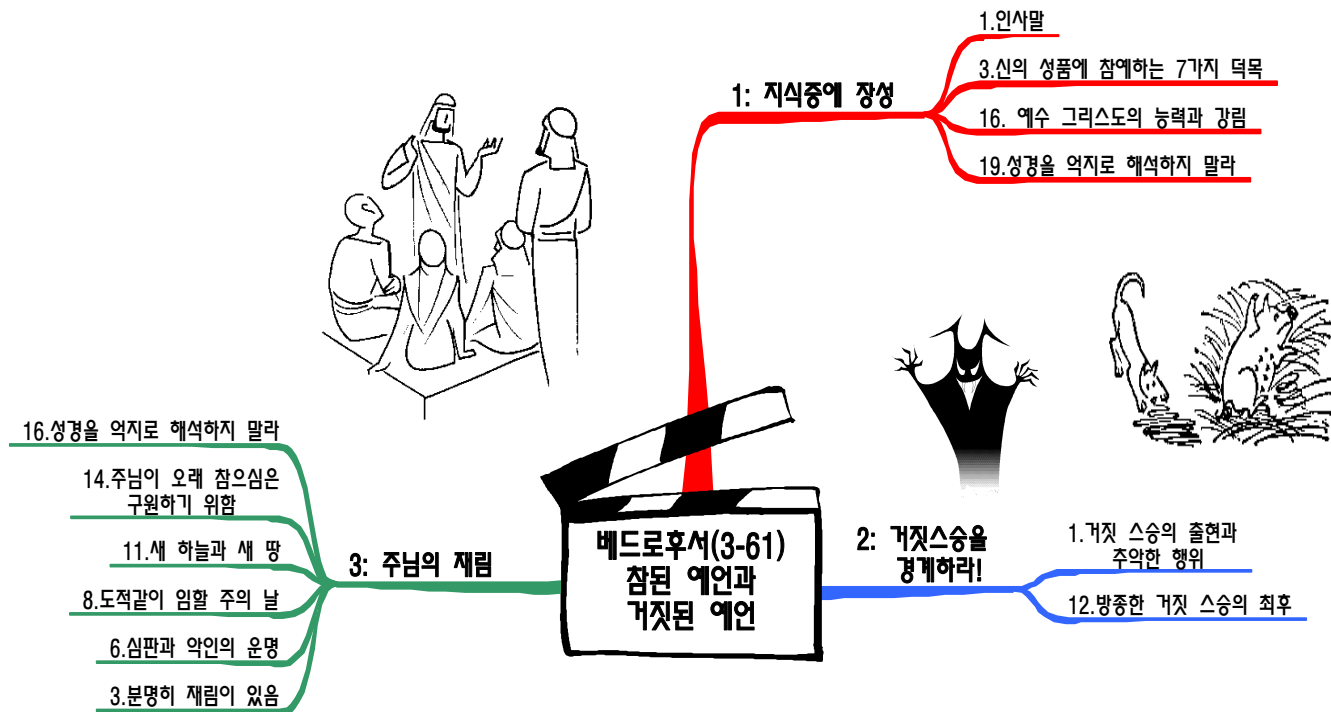 베드로후서(3-61)
참된 예언과
거짓된 예언
1: 지식중에 장성
1.인사말
3.신의 성품에 참예하는 7가지 덕목
16. 예수 그리스도의 능력과 강림
19.성경을 억지로 해석하지 말라
2: 거짓스승을
경계하라!
1.거짓 스승의 출현과
추악한 행위
12.방종한 거짓 스승의 최후
3: 주님의 재림
16.성경을 억지로 해석하지 말라
14.주님이 오래 참으심은
구원하기 위함
11.새 하늘과 새 땅
8.도적같이 임할 주의 날
6.심판과 악인의 운명
3.분명히 재림이 있음